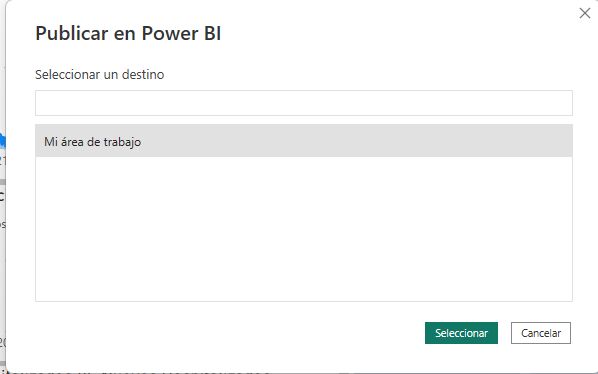 Publicar en Power BI
Seleccionar un destino
Mi área de trabajo
Seleccionar
Cancelar